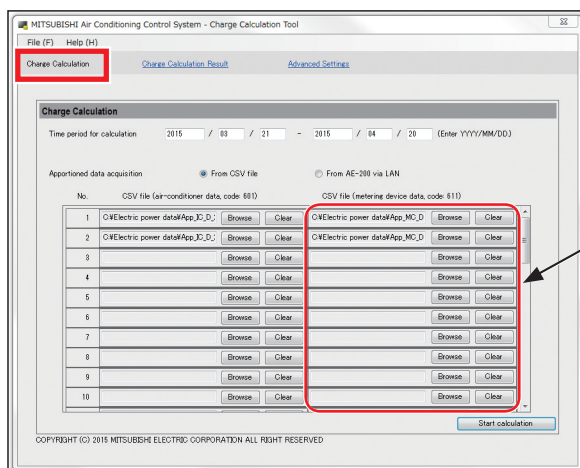 MITSUBISHI Air Conditioning Control System - Charge Calculation Tool
File (F) Help (H)
Charge Calculation Charge Calculation Result Advanced Settings
Charge Calculation
Time period for calculation 2015 / 03 / 21 - 2015 / 04 / 20 (Enter YYYY/MM/DD.)
Apportioned data acquisition From CSV file From AE-200 via LAN
No. CSV file (air-conditioner data, code: 601) CSV file (metering device data, code: 611)
1 C:¥Electric power data¥App_IC_D_: Browse Clear C:¥Electric power data¥App_MC_D Browse Clear
2 C:¥Electric power data¥App_IC_D_: Browse Clear C:¥Electric power data¥App_MC_D Browse Clear
3 Browse Clear Browse Clear
4 Browse Clear Browse Clear
5 Browse Clear Browse Clear
6 Browse Clear Browse Clear
7 Browse Clear Browse Clear
8 Browse Clear Browse Clear
9 Browse Clear Browse Clear
10 Browse Clear Browse Clear
Start calculation
COPYRIGHT (C) 2015 MITSUBISHI ELECTRIC CORPORATION ALL RIGHT RESERVED